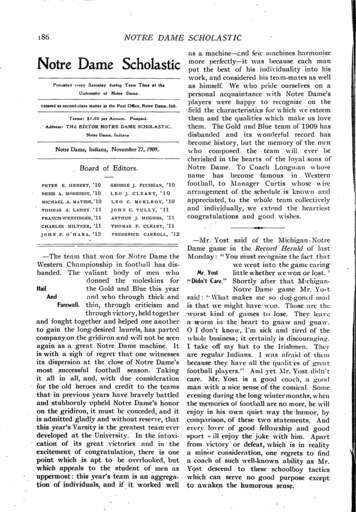 186
NOTRE DAME SCHOLASTIC
Notre Dame Scholastic
Published every Saturday during Term Time at the
University of Notre Dame.
Entered as second-class matter at the Post Office, Notre Dame, Ind.
Terms: $1.50 per Annum. Postpaid.
Address: THE EDITOR NOTRE DAME SCHOLASTIC.
Notre Dame, Indiana
Notre Dame, Indiana, November 27, 1909.
Board of Editors.
PETER E. HEBERT, '10 GEORGE J. FINNIGAN, '10
LEO J. CLEARY, '10
MICHAEL A. MATHIS, '10 LEO C. McELROY, '10
THOMAS A. LAHEY, '11 JOHN C. TULLY, '11
FRANCIS WENNINGER, '11 ARTHUR J. HUGHES, '11
CHARLES MILTNER, '11 THOMAS F. CLEARY, '11
JOHN F. O'HARA, '12 FREDERICK CARROLL, '12
—The team that won for Notre Dame the
Western Championship in football has dis-
banded. The valiant body of men who
donned the moleskins for
Hail the Gold and Blue this year
And and who through thick and
Farewell. thin, through criticism and
through victory, held together
and fought together and helped one another
to gain the long-desired laurels, has parted
company on the gridiron and will not be seen
again as a great Notre Dame machine. It
is with a sigh of regret that one witnesses
its dispersion at the close of Notre Dame's
most successful football season. Taking
it all in all, and, with due consideration
for the old heroes and credit to the teams
that in previous years have bravely battled
and stubbornly upheld Notre Dame's honor
on the gridiron, it must be conceded, and it
is admitted gladly and without reserve, that
this year's Varsity is the greatest team ever
developed at the University. In the intoxi-
cation of its great victories and in the
excitement of congratulation, there is one
point which is apt to be overlooked, but
which appeals to the student of men as
uppermost: this year's team is an aggrega-
tion of individuals, and if it worked well
as a machine—and few machines harmonize
more perfectly—it was because each man
put the best of his individuality into his
work, and considered his team-mates as well
as himself. We who pride ourselves on a
personal acquaintance with Notre Dame's
players were happy to recognize on the
field the characteristics for which we esteem
them and the qualities which make us love
them. The Gold and Blue team of 1909 has
disbanded and its wonderful record has
become history, but the memory of the men
who composed the team will ever be
cherished in the hearts of the loyal sons of
Notre Dame. To Coach Longman whose
name has become famous in Western
football, to Manager Curtis whose wise
arrangement of the schedule is known and
appreciated, to the whole team collectively
and individually, we extend the heartiest
congratulations and good wishes.
—Mr. Yost said of the Michigan-Notre
Dame game in the Record Herald of last
Monday: "You must recognize the fact that
we went into the game caring
Mr. Yost little whether we won or lost."
"Didn't Care." Shortly after that Michigan-
Notre Dame game Mr. Yost
said: "What makes me so dog-goned mad
is that we might have won. Those are the
worst kind of games to lose. They leave
a worm in the heart to gnaw and gnaw.
O I don't know, I'm sick and tired of the
whole business; it certainly is discouraging.
I take off my hat to the Irishmen. They
are regular Indians. I was afraid of them
because they have all the qualities of great
football players." And yet Mr. Yost didn't
care. Mr. Yost is a good coach, a good
man with a nice sense of the comical. Some
evening during the long winter months, when
the memories of football are no more, he will
enjoy in his own quiet way the humor, by
comparison, of these two statements. And
every lover of good fellowship and good
sport will enjoy the joke with him. Apart
from victory or defeat, which is in reality
a minor consideration, one regrets to find
a coach of such well-known ability as Mr.
Yost descend to these schoolboy tactics
which can serve no good purpose except
to awaken the humorous sense.